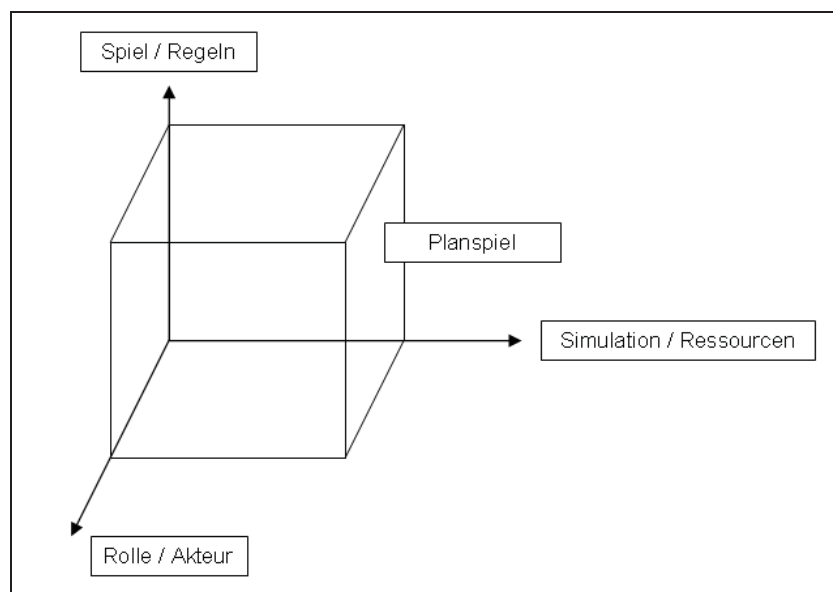 Spiel / Regeln
Planspiel
Simulation / Ressourcen
Rolle / Akteur